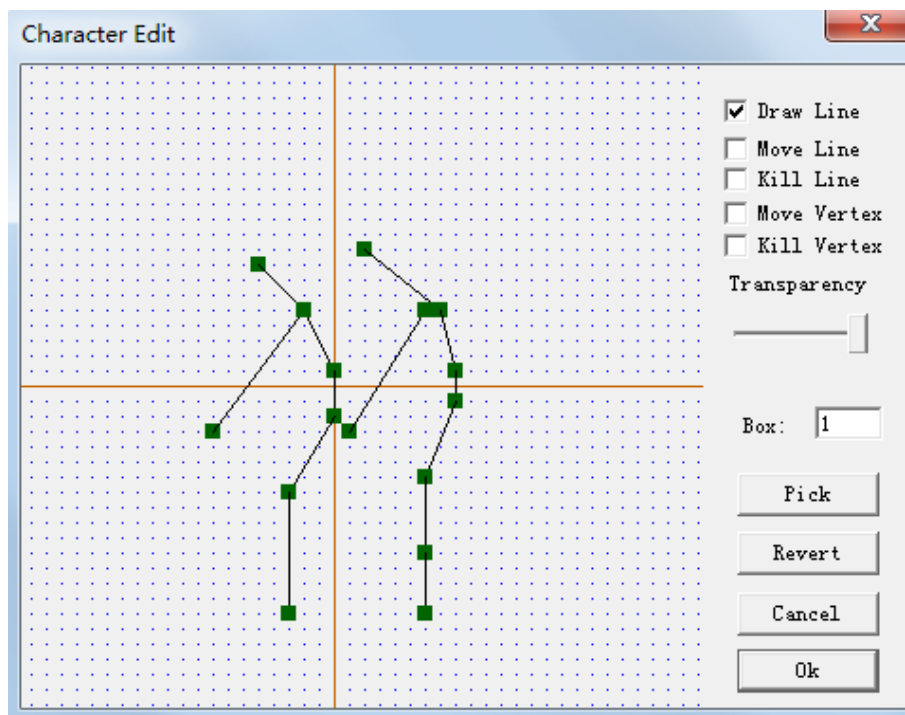 Character Edit
Draw Line
Move Line
Kill Line
Move Vertex
Kill Vertex
Transparency
Box: 1
Pick
Revert
Cancel
Ok